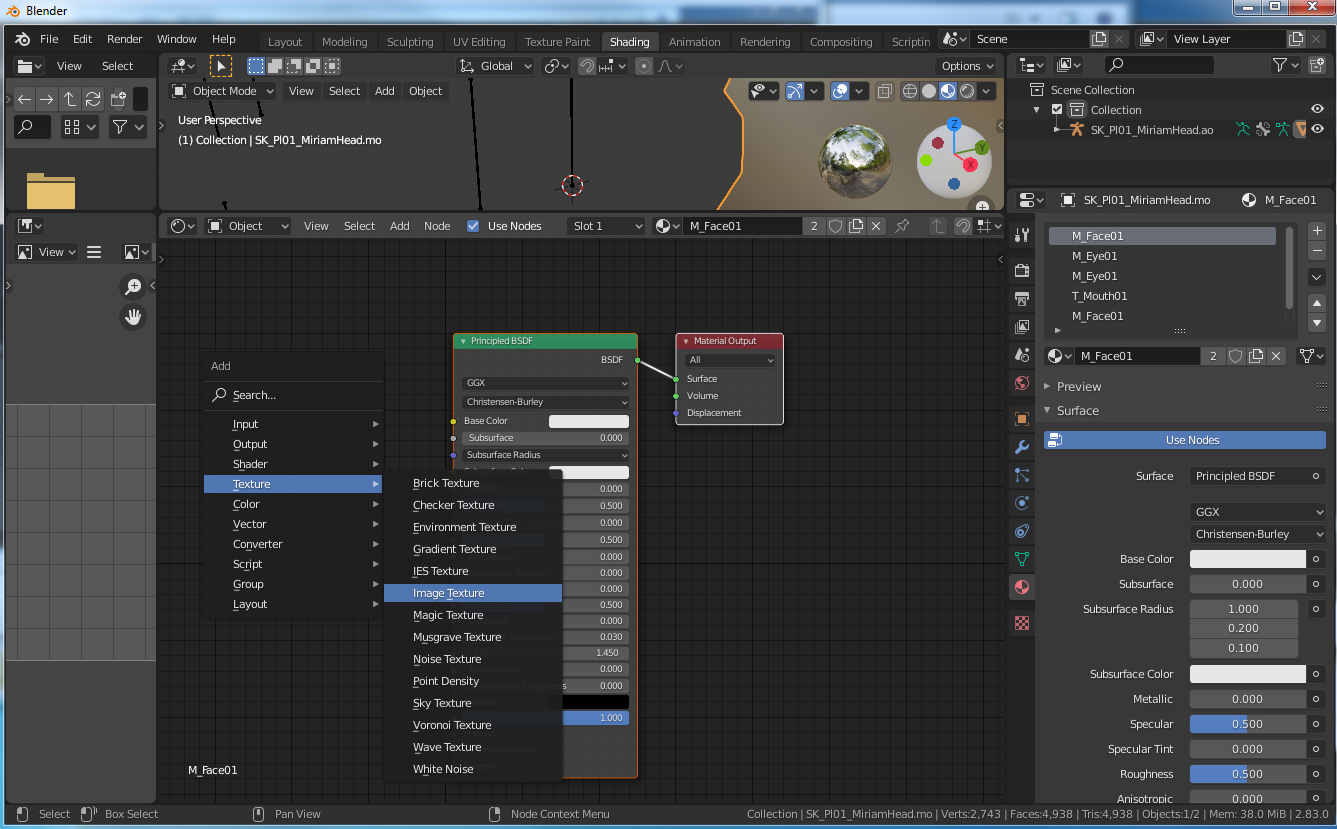 Blender
File Edit Render Window Help
Layout Modeling Sculpting UV Editing Texture Paint Shading Animation Rendering Compositing Scriptin
Scene
View Layer
View Select
Global
Options
Object Mode View Select Add Object
User Perspective
(1) Collection | SK_Pl01_MiriamHead.mo
Z
Y
X
Scene Collection
Collection
SK_Pl01_MiriamHead.ao
View
Object View Select Add Node Use Nodes Slot 1 M_Face01 2
Principled BSDF
BSDF
GGX
Christensen-Burley
Base Color
Subsurface 0.000
Subsurface Radius
0.000
0.500
0.000
0.500
0.000
0.000
0.000
0.500
0.000
0.030
1.450
0.000
0.000
1.000
Material Output
All
Surface
Volume
Displacement
Add
Search...
Input
Output
Shader
Texture
Color
Vector
Converter
Script
Group
Layout
Brick Texture
Checker Texture
Environment Texture
Gradient Texture
IES Texture
Image Texture
Magic Texture
Musgrave Texture
Noise Texture
Point Density
Sky Texture
Voronoi Texture
Wave Texture
White Noise
M_Face01
SK_Pl01_MiriamHead.mo M_Face01
M_Face01
M_Eye01
M_Eye01
T_Mouth01
M_Face01
M_Face01 2
Preview
Surface
Use Nodes
Surface Principled BSDF
GGX
Christensen-Burley
Base Color
Subsurface 0.000
Subsurface Radius 1.000
0.200
0.100
Subsurface Color
Metallic 0.000
Specular 0.500
Specular Tint 0.000
Roughness 0.500
Anisotropic 0.000
Select Box Select Pan View Node Context Menu
Collection | SK_Pl01_MiriamHead.mo | Verts:2,743 | Faces:4,938 | Tris:4,938 | Objects:1/2 | Mem: 38.0 MiB | 2.83.0